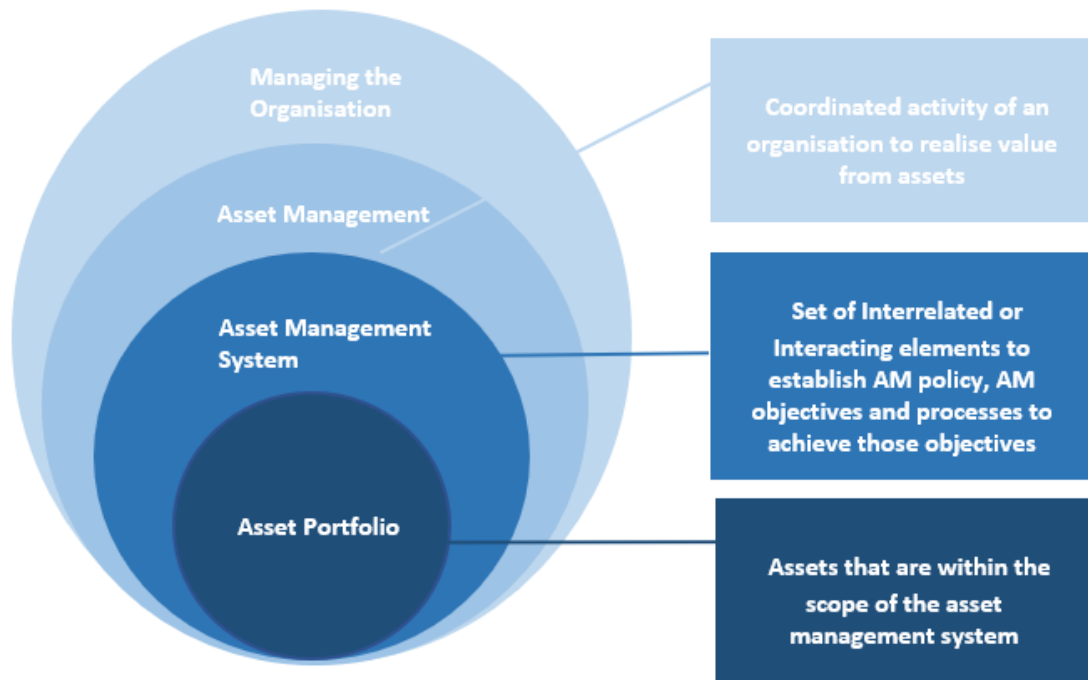 Managing the
Organisation
Asset Management
Asset Management
System
Asset Portfolio
Coordinated activity of an
organisation to realise value
from assets
Set of Interrelated or
Interacting elements to
establish AM policy, AM
objectives and processes to
achieve those objectives
Assets that are within the
scope of the asset
management system